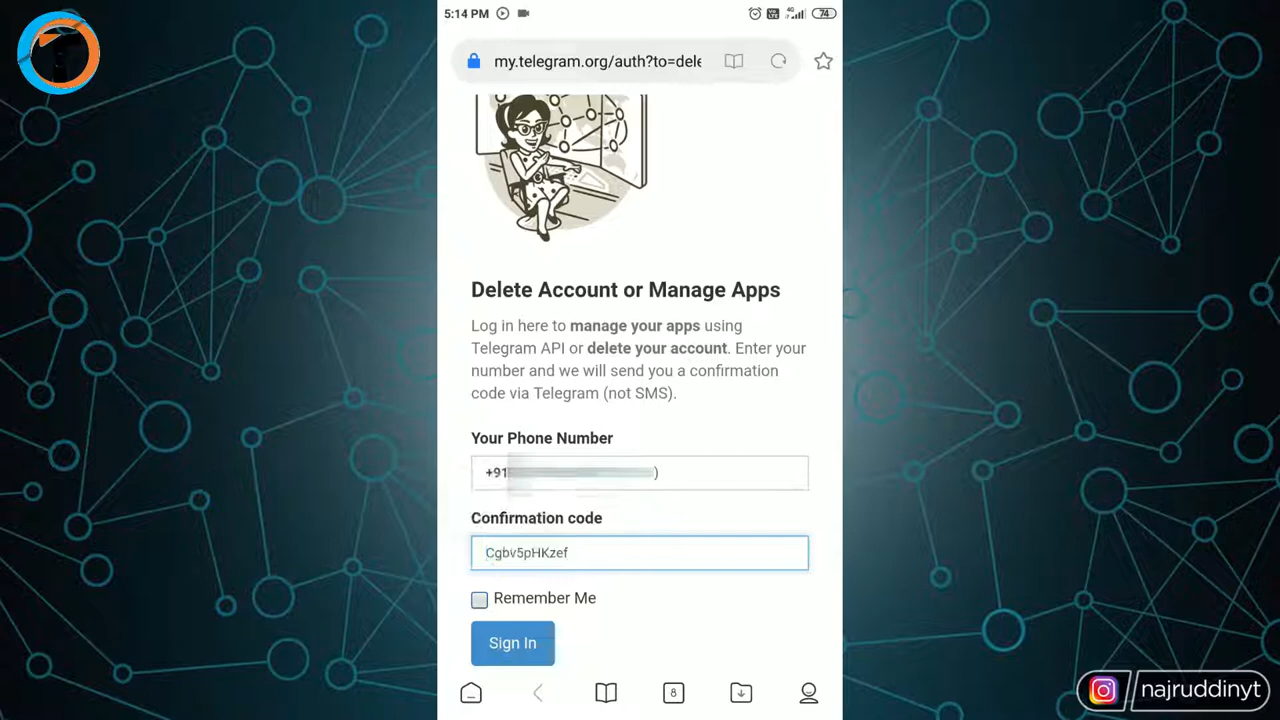 5:14 PM
4G
74
my.telegram.org/auth?to=dele
Delete Account or Manage Apps
Log in here to manage your apps using
Telegram API or delete your account. Enter your
number and we will send you a confirmation
code via Telegram (not SMS).
Your Phone Number
+91 )
Confirmation code
Cgbv5pHKzef
Remember Me
Sign In
8
najruddinyt